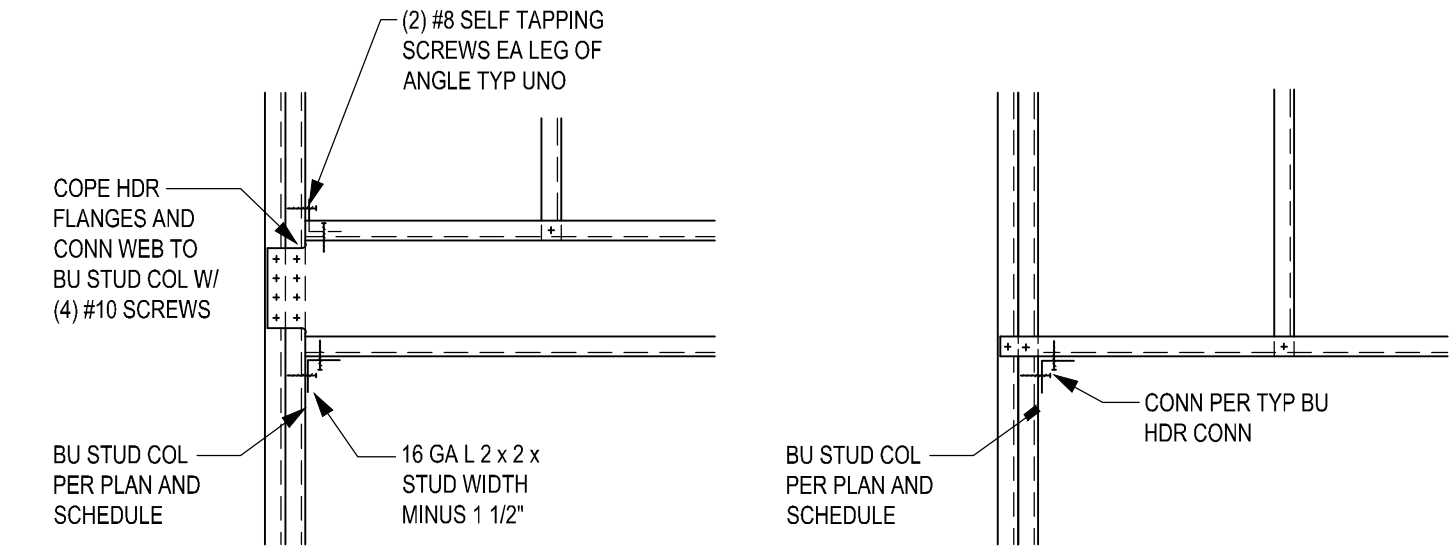 (2) #8 SELF TAPPING
SCREWS EA LEG OF
ANGLE TYP UNO
COPE HDR
FLANGES AND
CONN WEB TO
BU STUD COL W/
(4) #10 SCREWS
BU STUD COL
PER PLAN AND
SCHEDULE
16 GA L 2 x 2 x
STUD WIDTH
MINUS 1 1/2"
CONN PER TYP BU
HDR CONN
BU STUD COL
PER PLAN AND
SCHEDULE